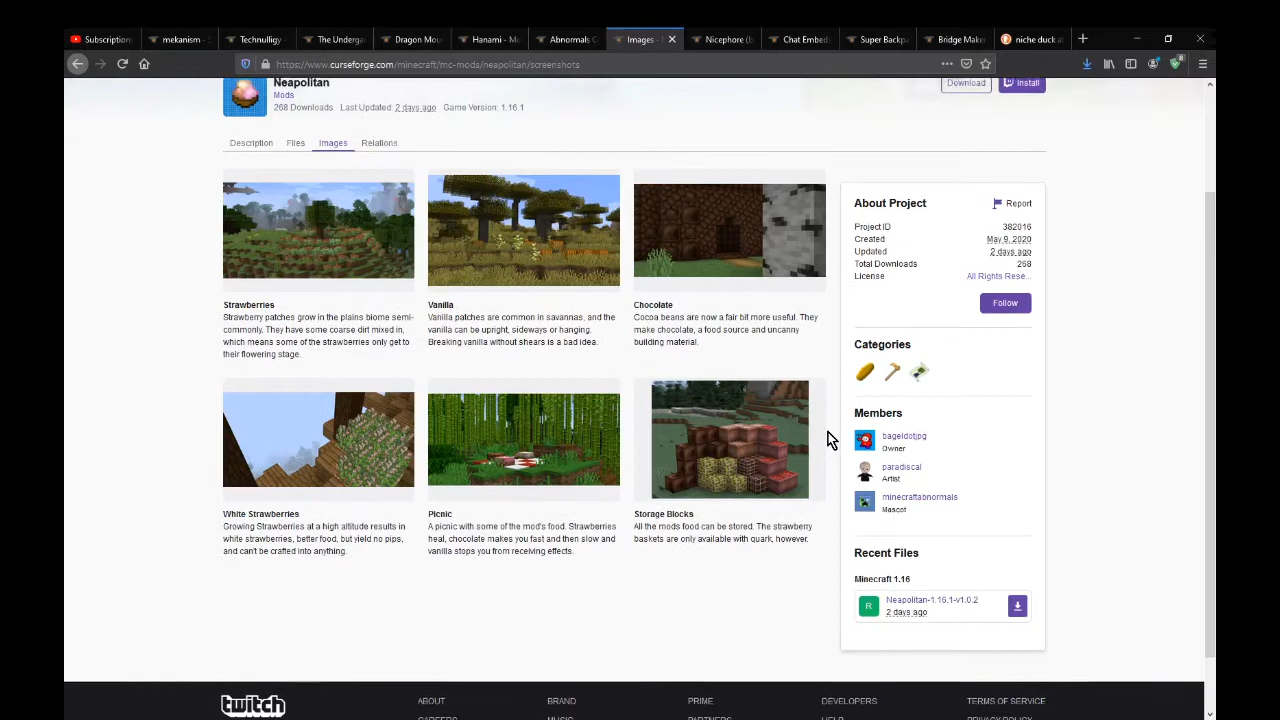 Subscription
mekanism - S
Technulligy -
The Undergar
Dragon Mou
Hanami - M
Abnormals C
Images -
Nicephore (b
Chat Embeds
Super Backpa
Bridge Maker
niche duck a
https://www.curseforge.com/minecraft/mc-mods/neapolitan/screenshots
Neapolitan
Mods
268 Downloads Last Updated: 2 days ago Game Version: 1.16.1
Download
Install
Description Files Images Relations
Strawberries
Strawberry patches grow in the plains biome semi-
commonly. They have some coarse dirt mixed in,
which means some of the strawberries only get to
their flowering stage.
Vanilla
Vanilla patches are common in savannas, and the
vanilla can be upright, sideways or hanging.
Breaking vanilla without shears is a bad idea.
Chocolate
Cocoa beans are now a fair bit more useful. They
make chocolate, a food source and uncanny
building material.
White Strawberries
Growing Strawberries at a high altitude results in
white strawberries, better food, but yield no pips,
and can't be crafted into anything.
Picnic
A picnic with some of the mod's food. Strawberries
heal, chocolate makes you fast and then slow and
vanilla stops you from receiving effects.
Storage Blocks
All the mods food can be stored. The strawberry
baskets are only available with quark, however.
About Project
Report
Project ID 382016
Created May 9, 2020
Updated 2 days ago
Total Downloads 268
License All Rights Rese...
Follow
Categories
Members
bageldotjpg
Owner
paradiscal
Artist
minecraftabnormals
Mascot
Recent Files
Minecraft 1.16
R
Neapolitan-1.16.1-v1.0.2
2 days ago
twitch
ABOUT
BRAND
PRIME
DEVELOPERS
TERMS OF SERVICE